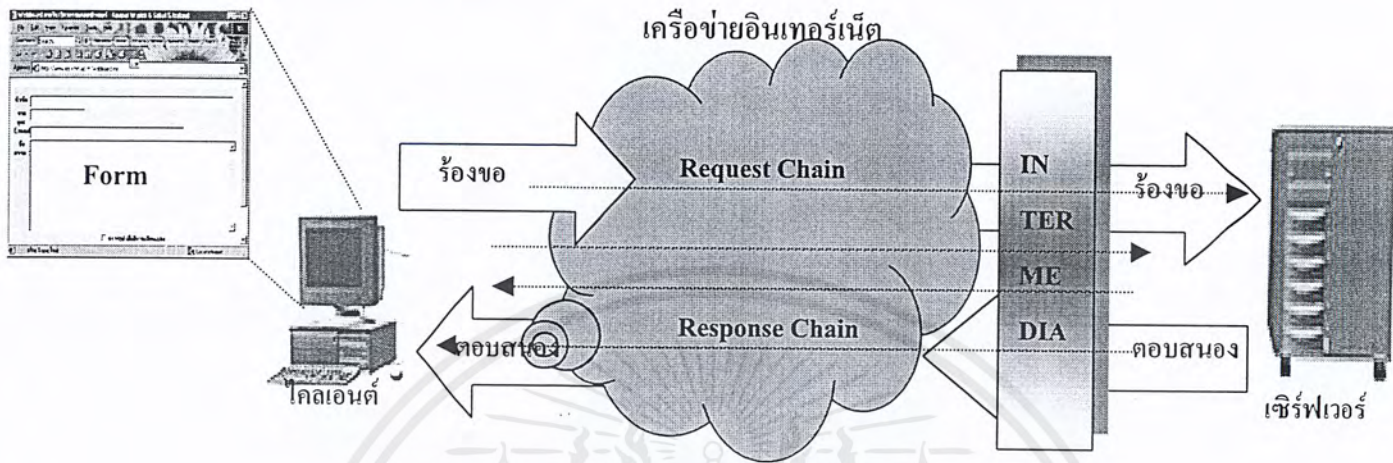 เครือข่ายอินเทอร์เน็ต
Form
ร้องขอ
Request Chain
IN
TER
ME
DIA
ร้องขอ
ตอบสนอง
Response Chain
ตอบสนอง
ไคลเอนต์
เซิร์ฟเวอร์